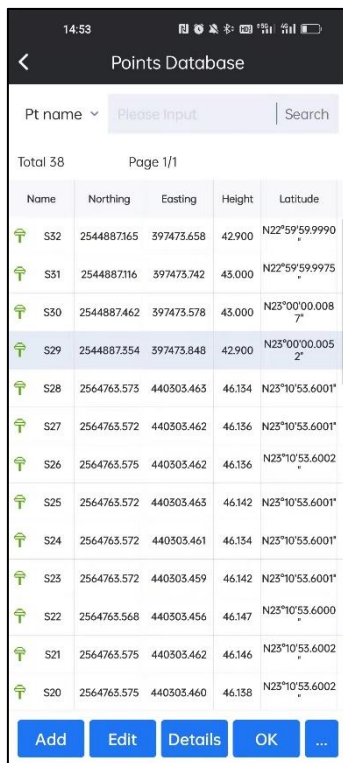 14:53
Points Database
Pt name Please Input Search
Total 38 Page 1/1
Name Northing Easting Height Latitude
S32 2544887.165 397473.658 42.900 N22°59'59.9990"
S31 2544887.116 397473.742 43.000 N22°59'59.9975"
S30 2544887.462 397473.578 43.000 N23°00'00.0087"
S29 2544887.354 397473.848 42.900 N23°00'00.0052"
S28 2564763.573 440303.463 46.134 N23°10'53.6001"
S27 2564763.572 440303.462 46.136 N23°10'53.6001"
S26 2564763.575 440303.462 46.136 N23°10'53.6002"
S25 2564763.572 440303.463 46.142 N23°10'53.6001"
S24 2564763.572 440303.461 46.134 N23°10'53.6001"
S23 2564763.572 440303.459 46.142 N23°10'53.6001"
S22 2564763.568 440303.456 46.147 N23°10'53.6000"
S21 2564763.575 440303.462 46.146 N23°10'53.6002"
S20 2564763.575 440303.460 46.138 N23°10'53.6002"
Add Edit Details OK ...